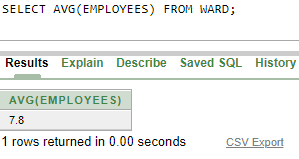 SELECT AVG(EMPLOYEES) FROM WARD;
Results Explain Describe Saved SQL History
AVG(EMPLOYEES)
7.8
1 rows returned in 0.00 seconds CSV Export